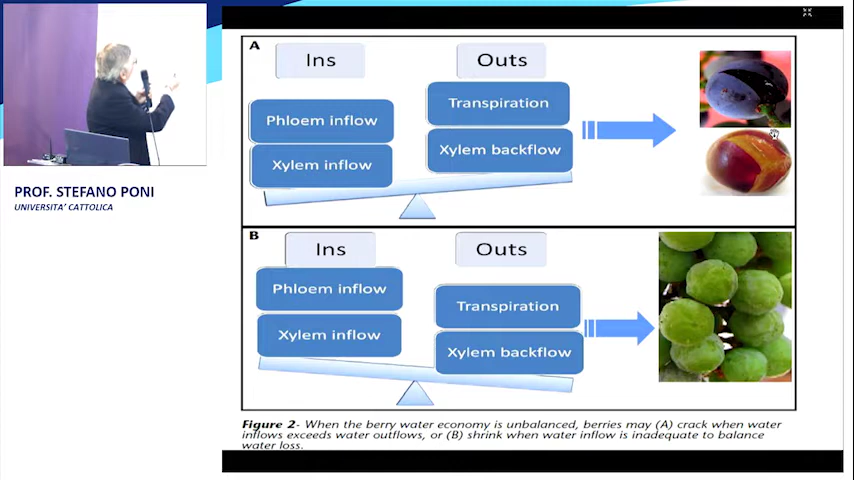 A
Ins
Outs
Phloem inflow
Transpiration
Xylem inflow
Xylem backflow
PROF. STEFANO PONI
UNIVERSITA' CATTOLICA
B
Ins
Outs
Phloem inflow
Transpiration
Xylem inflow
Xylem backflow
Figure 2- When the berry water economy is unbalanced, berries may (A) crack when water
inflows exceeds water outflows, or (B) shrink when water inflow is inadequate to balance
water loss.